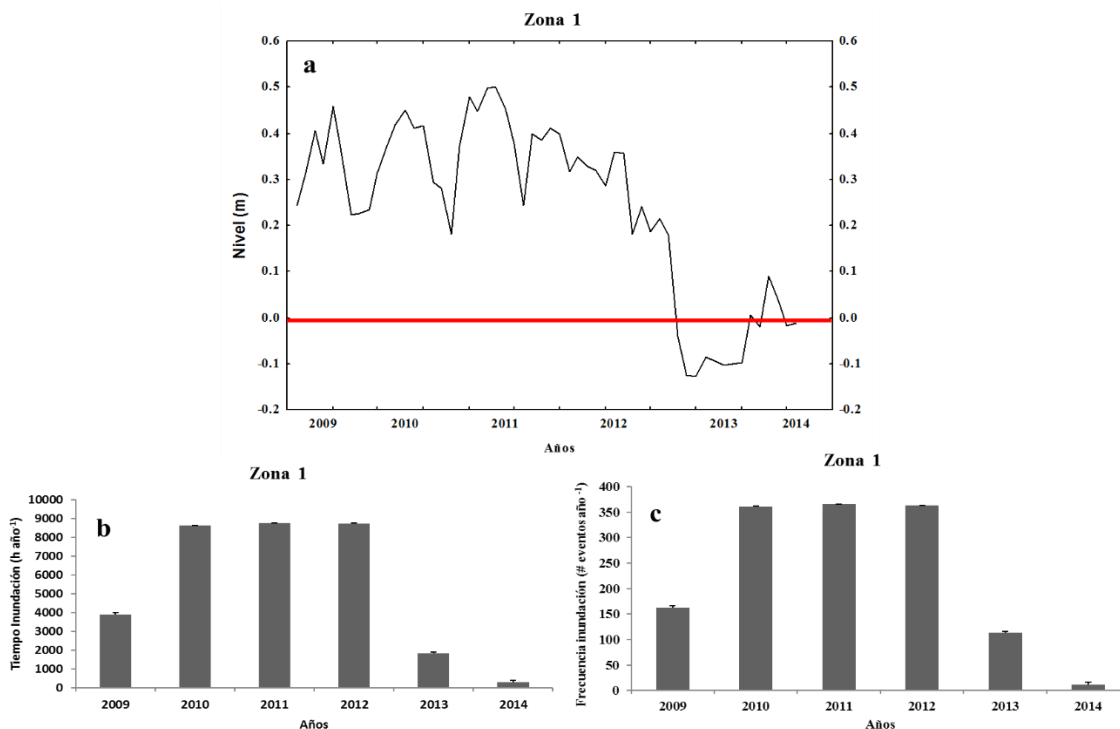 Zona 1
a
0.6
0.5
0.4
0.3
0.2
0.1
0.0
-0.1
-0.2
0.6
0.5
0.4
0.3
0.2
0.1
0.0
-0.1
-0.2
Nivel (m)
2009 2010 2011 2012 2013 2014
Años
Zona 1
b
10000
9000
8000
7000
6000
5000
4000
3000
2000
1000
0
Tiempo Inundación (h año⁻¹)
2009 2010 2011 2012 2013 2014
Años
Zona 1
c
400
350
300
250
200
150
100
50
0
Frecuencia inundación (# eventos año ⁻¹)
2009 2010 2011 2012 2013 2014
Años